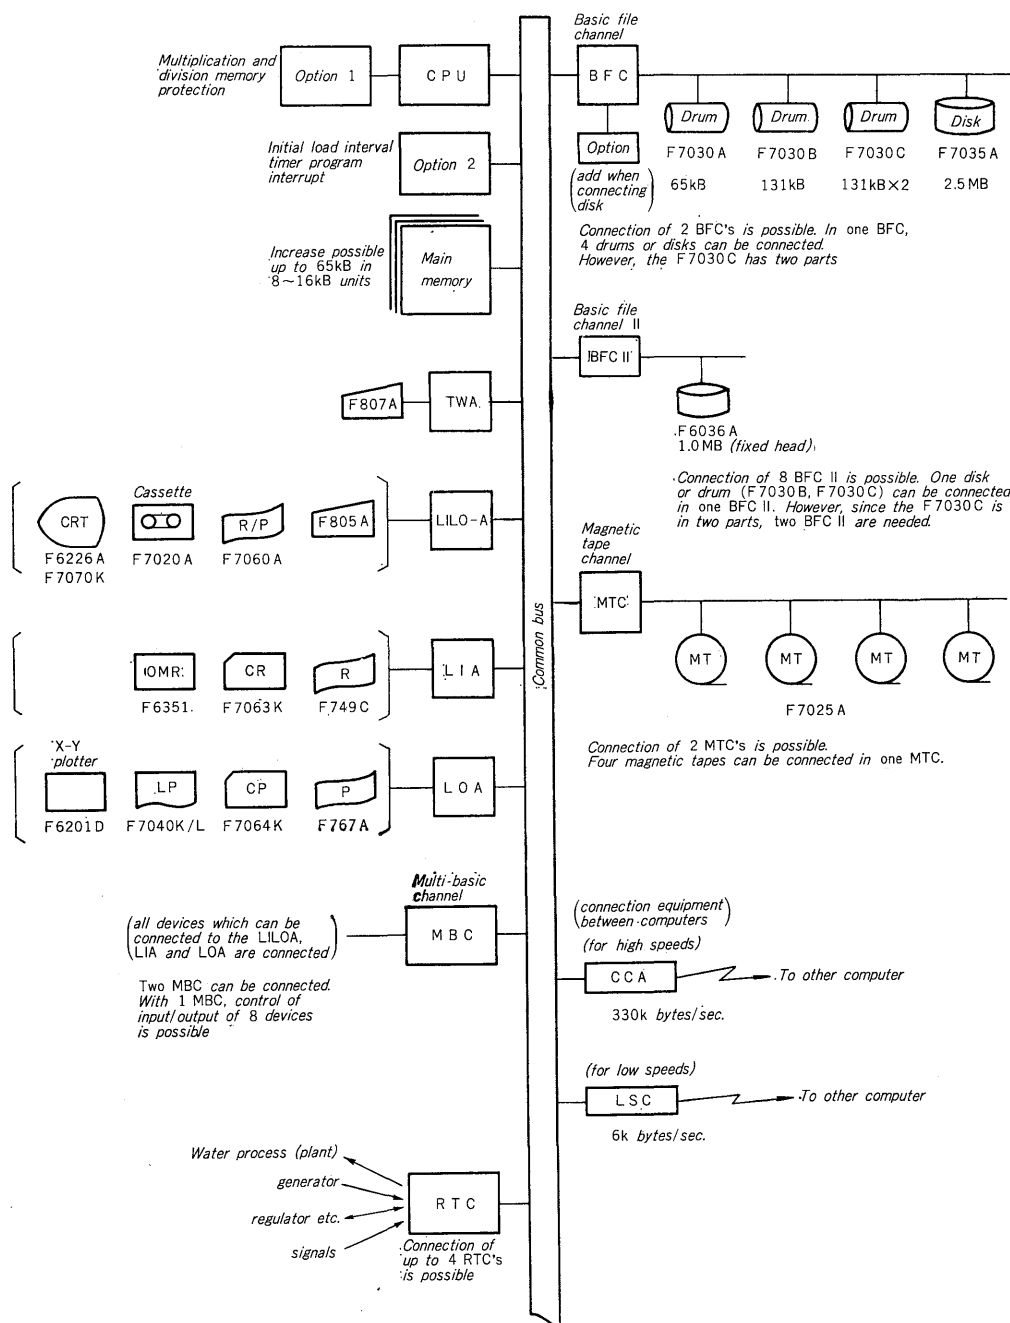 Multiplication and
division memory
protection
Option 1
CPU
Initial load interval
timer program
interrupt
Option 2
Increase possible
up to 65kB in
8~16kB units
Main
memory
F807A
TWA
Cassette
CRT
R/P
F805A
LILO-A
F6226A
F7020A
F7060A
F7070K
OMR
CR
R
LIA
F6351
F7063K
F749C
X-Y
plotter
LP
CP
P
LOA
F6201D
F7040K/L
F7064K
F767A
Multi-basic
channel
MBC
(all devices which can be
connected to the LILOA,
LIA and LOA are connected)
Two MBC can be connected.
With 1 MBC, control of
input/output of 8 devices
is possible
Water process (plant)
generator
regulator etc.
signals
RTC
Connection of
up to 4 RTC's
is possible
Common bus
Basic file
channel
BFC
Option
(add when
connecting
disk)
Drum
Drum
Drum
Disk
F7030A
F7030B
F7030C
F7035A
65kB
131kB
131kB×2
2.5MB
Connection of 2 BFC's is possible. In one BFC,
4 drums or disks can be connected.
However, the F7030C has two parts
Basic file
channel II
BFC II
F6036A
1.0MB (fixed head)
Connection of 8 BFC II is possible. One disk
or drum (F7030B, F7030C) can be connected
in one BFC II. However, since the F7030C is
in two parts, two BFC II are needed.
Magnetic
tape
channel
MTC
MT
MT
MT
MT
F7025A
Connection of 2 MTC's is possible.
Four magnetic tapes can be connected in one MTC.
(connection equipment
between computers)
(for high speeds)
CCA
To other computer
330k bytes/sec.
(for low speeds)
LSC
To other computer
6k bytes/sec.